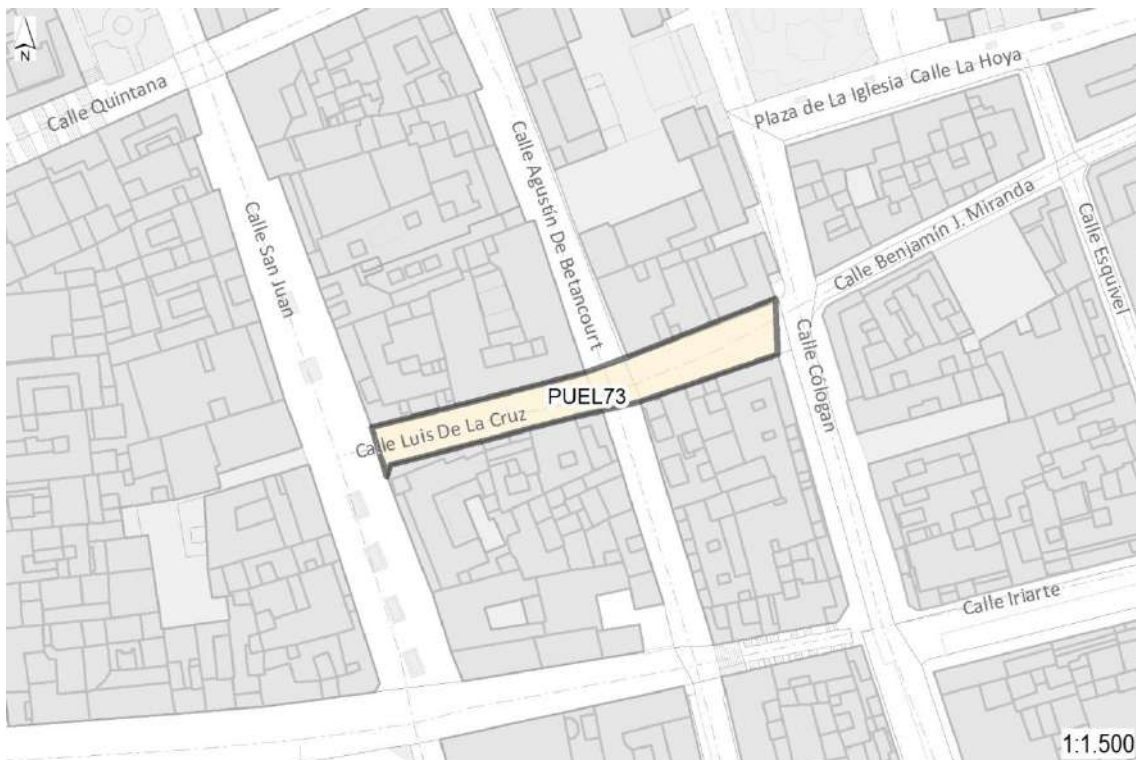 N
Calle Quintana
Plaza de La Iglesia Calle La Hoya
Calle Agustín De Betancourt
Calle San Juan
Calle Benjamín J. Miranda
Calle Esquivel
Calle Cólogan
PUEL73
Calle Luis De La Cruz
Calle Iriarte
1:1.500